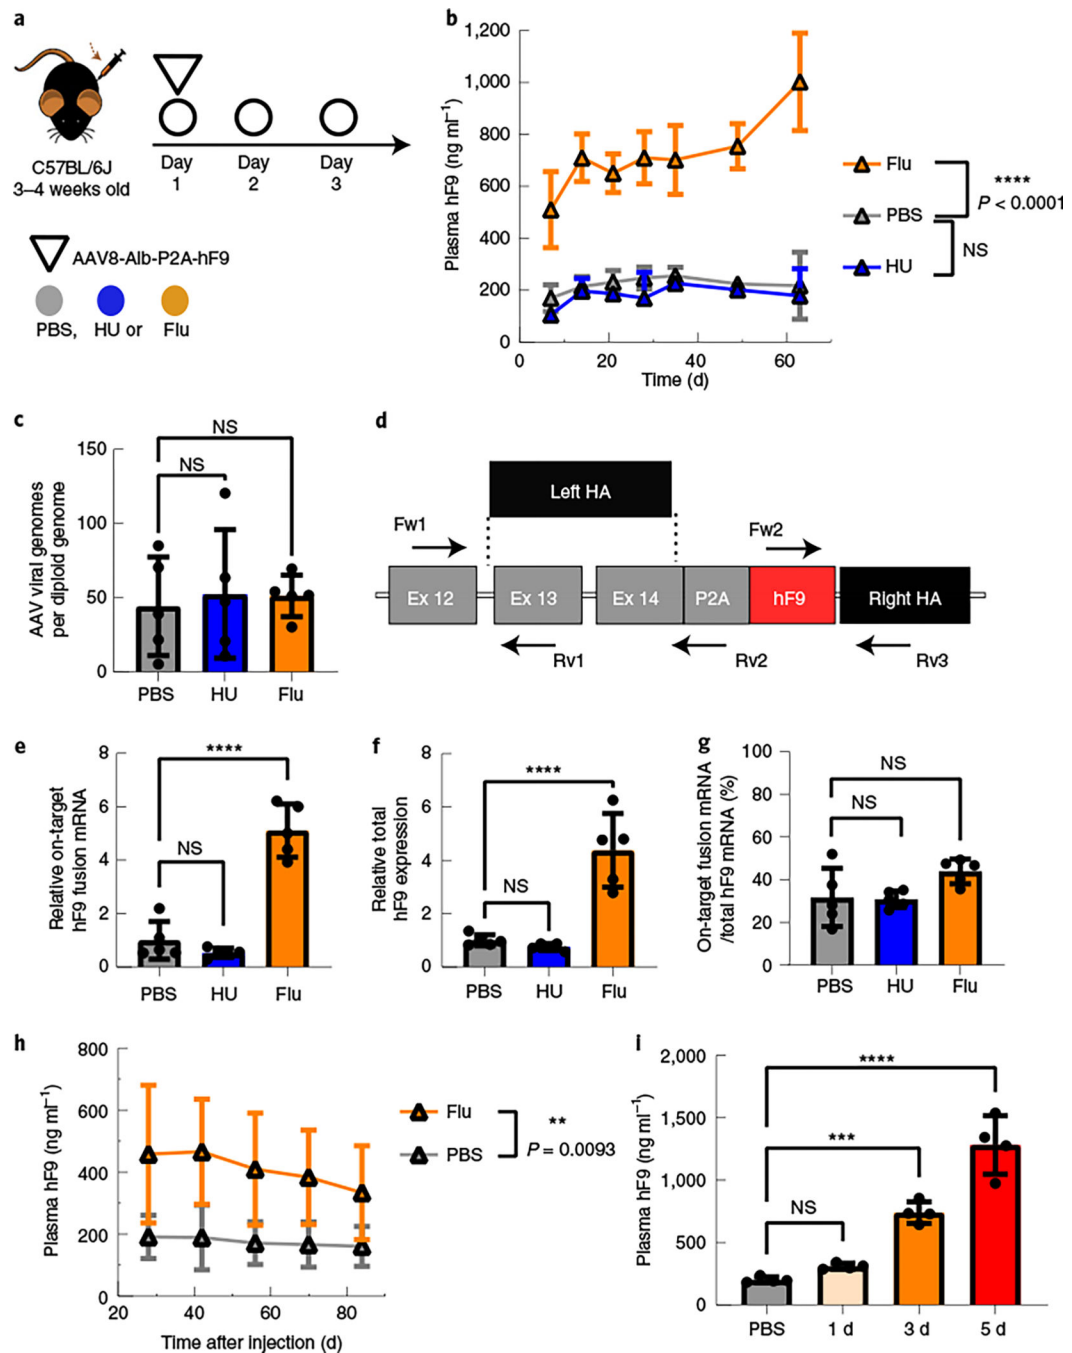 a
C57BL/6J
3–4 weeks old
Day
1
Day
2
Day
3
AAV8-Alb-P2A-hF9
PBS, HU or Flu
b
Plasma hF9 (ng ml⁻¹)
1,200
1,000
800
600
400
200
0
0 20 40 60
Time (d)
Flu
PBS
HU
****
P < 0.0001
NS
c
AAV viral genomes
per diploid genome
150
100
50
0
NS
NS
PBS HU Flu
d
Left HA
Fw1
Fw2
Ex 12 Ex 13 Ex 14 P2A hF9 Right HA
Rv1 Rv2 Rv3
e
Relative on-target
hF9 fusion mRNA
8
6
4
2
0
****
NS
PBS HU Flu
f
Relative total
hF9 expression
8
6
4
2
0
****
NS
PBS HU Flu
g
On-target fusion mRNA
/total hF9 mRNA (%)
100
80
60
40
20
0
NS
NS
PBS HU Flu
h
Plasma hF9 (ng ml⁻¹)
800
600
400
200
0
20 40 60 80
Time after injection (d)
Flu
PBS
**
P = 0.0093
i
Plasma hF9 (ng ml⁻¹)
2,000
1,500
1,000
500
0
****
***
NS
PBS 1 d 3 d 5 d